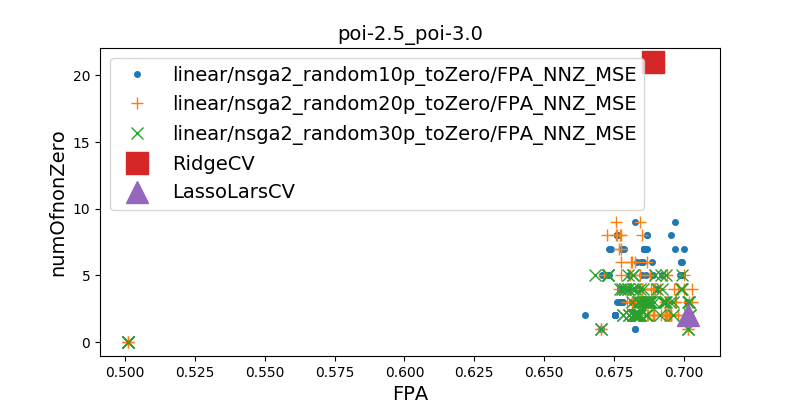 poi-2.5_poi-3.0
linear/nsga2_random10p_toZero/FPA_NNZ_MSE
linear/nsga2_random20p_toZero/FPA_NNZ_MSE
linear/nsga2_random30p_toZero/FPA_NNZ_MSE
RidgeCV
LassoLarsCV
numOfnonZero
20
15
10
5
0
0.500 0.525 0.550 0.575 0.600 0.625 0.650 0.675 0.700
FPA